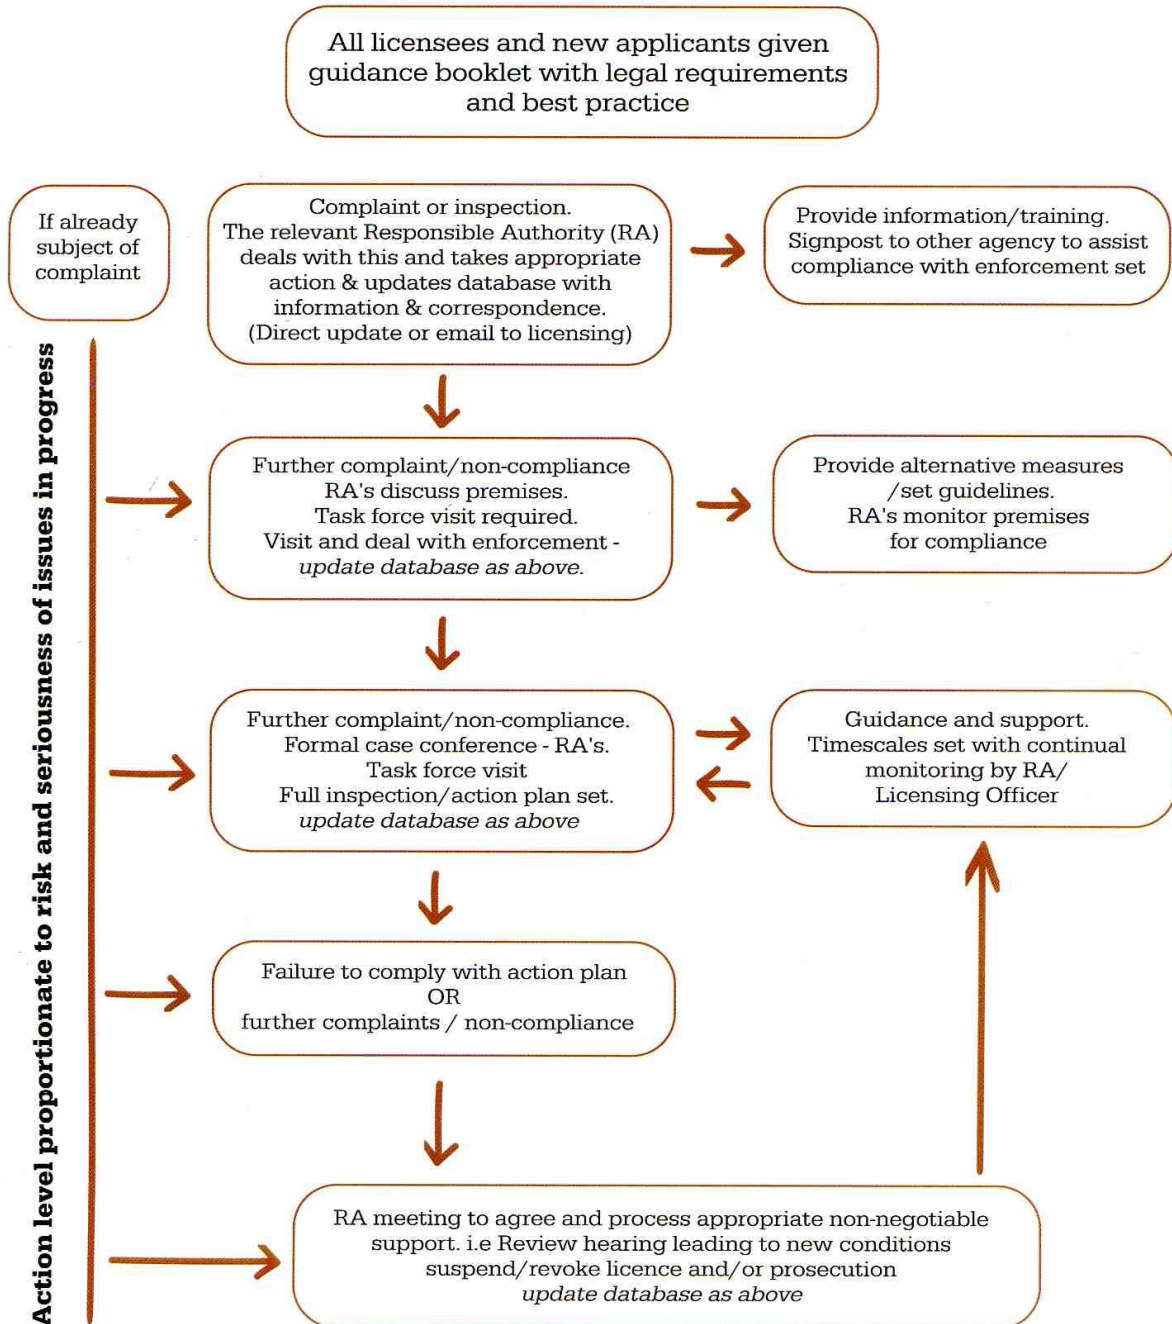 All licensees and new applicants given
guidance booklet with legal requirements
and best practice
If already
subject of
complaint
Complaint or inspection.
The relevant Responsible Authority (RA)
deals with this and takes appropriate
action & updates database with
information & correspondence.
(Direct update or email to licensing)
Provide information/training.
Signpost to other agency to assist
compliance with enforcement set
Action level proportionate to risk and seriousness of issues in progress
Further complaint/non-compliance
RA's discuss premises.
Task force visit required.
Visit and deal with enforcement -
update database as above.
Provide alternative measures
/set guidelines.
RA's monitor premises
for compliance
Further complaint/non-compliance.
Formal case conference - RA's.
Task force visit
Full inspection/action plan set.
update database as above
Guidance and support.
Timescales set with continual
monitoring by RA/
Licensing Officer
Failure to comply with action plan
OR
further complaints / non-compliance
RA meeting to agree and process appropriate non-negotiable
support. i.e Review hearing leading to new conditions
suspend/revoke licence and/or prosecution
update database as above